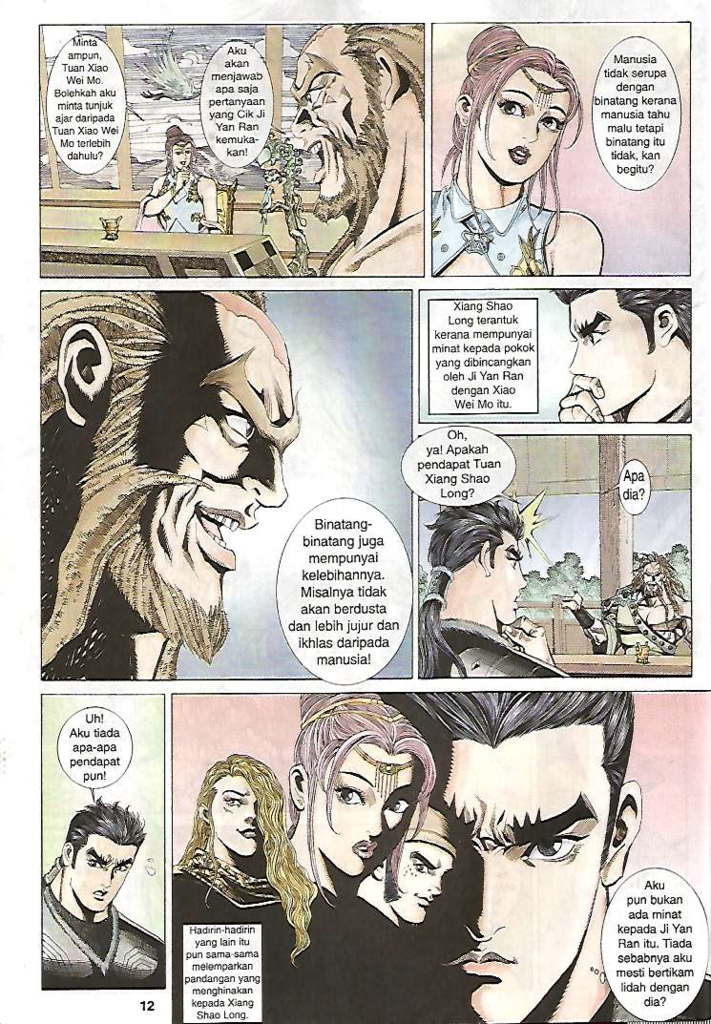 Minta
ampun,
Tuan Xiao
Wei Mo.
Bolehkah aku
minta tunjuk
ajar daripada
Tuan Xiao Wei
Mo terlebih
dahulu?
Aku
akan
menjawab
apa saja
pertanyaan
yang Cik Ji
Yan Ran
kemuka-
kan!
Manusia
tidak serupa
dengan
binatang kerana
manusia tahu
malu tetapi
binatang itu
tidak, kan
begitu?
Binatang-
binatang juga
mempunyai
kelebihannya.
Misalnya tidak
akan berdusta
dan lebih jujur dan
ikhlas daripada
manusia!
Xiang Shao
Long terantuk
kerana mempunyai
minat kepada pokok
yang dibincangkan
oleh Ji Yan Ran
dengan Xiao
Wei Mo itu.
Oh,
ya! Apakah
pendapat Tuan
Xiang Shao
Long?
Apa
dia?
Uh!
Aku tiada
apa-apa
pendapat
pun!
Hadirin-hadirin
yang lain itu
pun sama-sama
melemparkan
pandangan yang
menghinakan
kepada Xiang
Shao Long.
Aku
pun bukan
ada minat
kepada Ji Yan
Ran itu. Tiada
sebabnya aku
mesti bertikam
lidah dengan
dia?
12